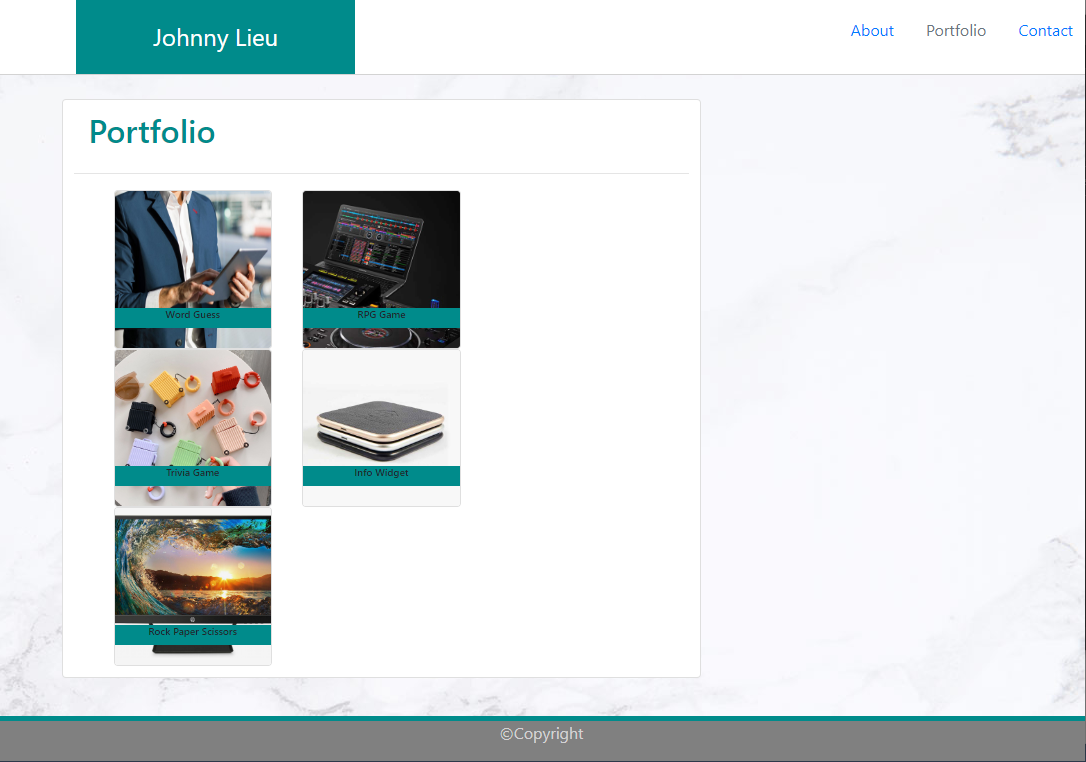 Johnny Lieu
About Portfolio Contact
Portfolio
Word Guess
RPG Game
Trivia Game
Info Widget
Rock Paper Scissors
©Copyright